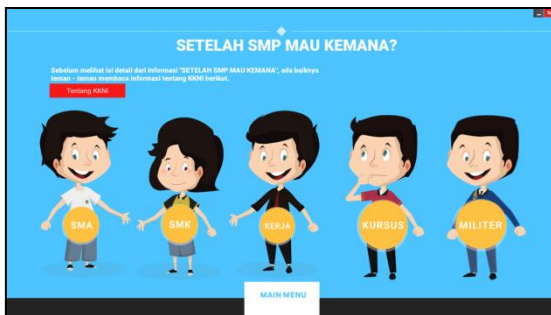 SETELAH SMP MAU KEMANA?
Sebelum melihat isi detail dari Informasi "SETELAH SMP MAU KEMANA", ada baiknya
teman - teman membaca informasi tentang KKNI berikut.
Tentang KKNI
SMA
SMK
KERJA
KURSUS
MILITER
MAIN MENU